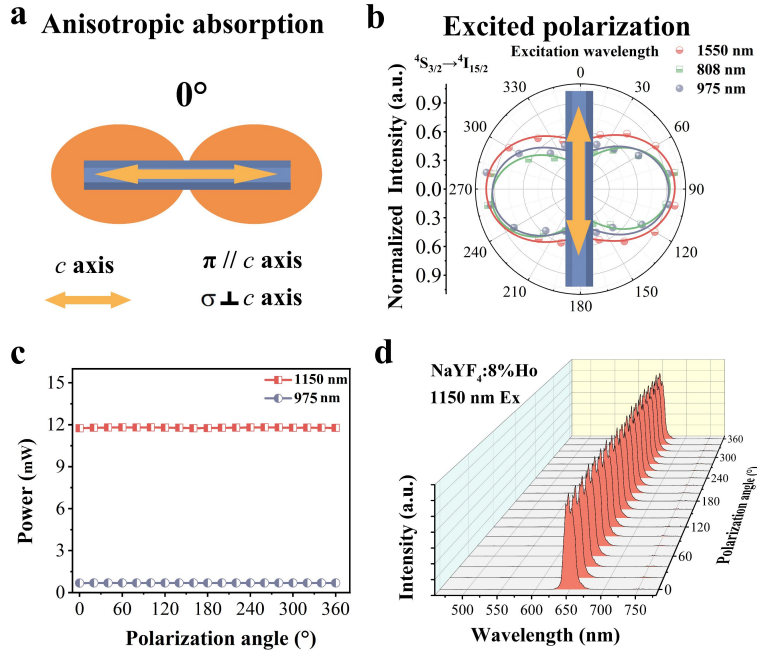 a
Anisotropic absorption
0°
c axis
π // c axis
σ⊥ c axis
b
Excited polarization
⁴S₃/₂→⁴I₁₅/₂
Excitation wavelength
1550 nm
808 nm
975 nm
Normalized Intensity (a.u.)
0.9
0.6
0.3
0.0
0.3
0.6
0.9
0
30
60
90
120
150
180
210
240
270
300
330
c
Power (mW)
15
12
9
6
3
0
1150 nm
975 nm
0 60 120 180 240 300 360
Polarization angle (°)
d
NaYF₄:8%Ho
1150 nm Ex
Intensity (a.u.)
500 550 600 650 700 750
Wavelength (nm)
0
60
120
180
240
300
360
Polarization angle (°)